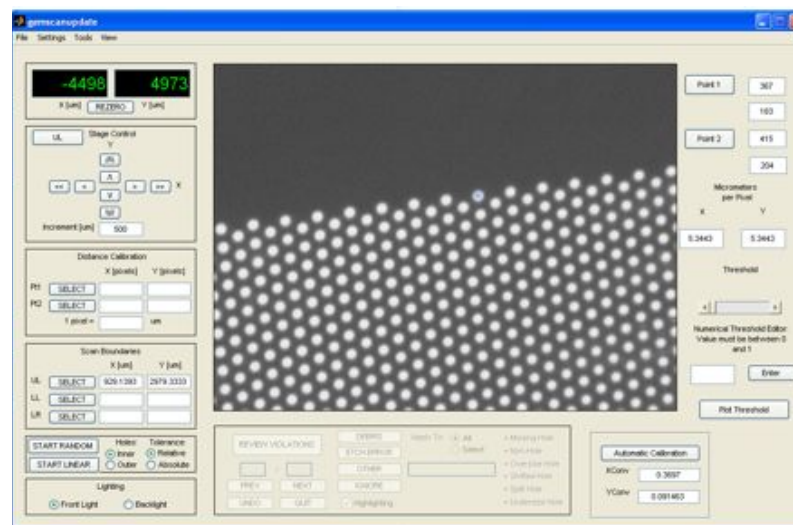 germscanupdate
File Settings Tools View
-4498 4973
X [um] REZERO Y [um]
UL Stage Control
Y
<< < > >> X
Increment [um] 500
Distance Calibration
X [pixels] Y [pixels]
Pt1 SELECT
Pt2 SELECT
1 pixel = um
Scan Boundaries
X [um] Y [um]
UL SELECT 929.1393 2979.3333
LL SELECT
LR SELECT
START RANDOM
START LINEAR
Holes:
Inner
Outer
Tolerance:
Relative
Absolute
Lighting
Front Light Backlight
Point 1 367
183
Point 2 415
204
Micrometers
per Pixel
X Y
5.3443 5.3443
Threshold
Numerical Threshold Editor
Value must be between 0
and 1
Enter
Plot Threshold
REVIEW VIOLATIONS
PREV NEXT
UNDO QUIT
DEBRIS
OTHER
IGNORE
Highlighting
All
Select
Automatic Calibration
XConv 0.3697
YConv 0.091463